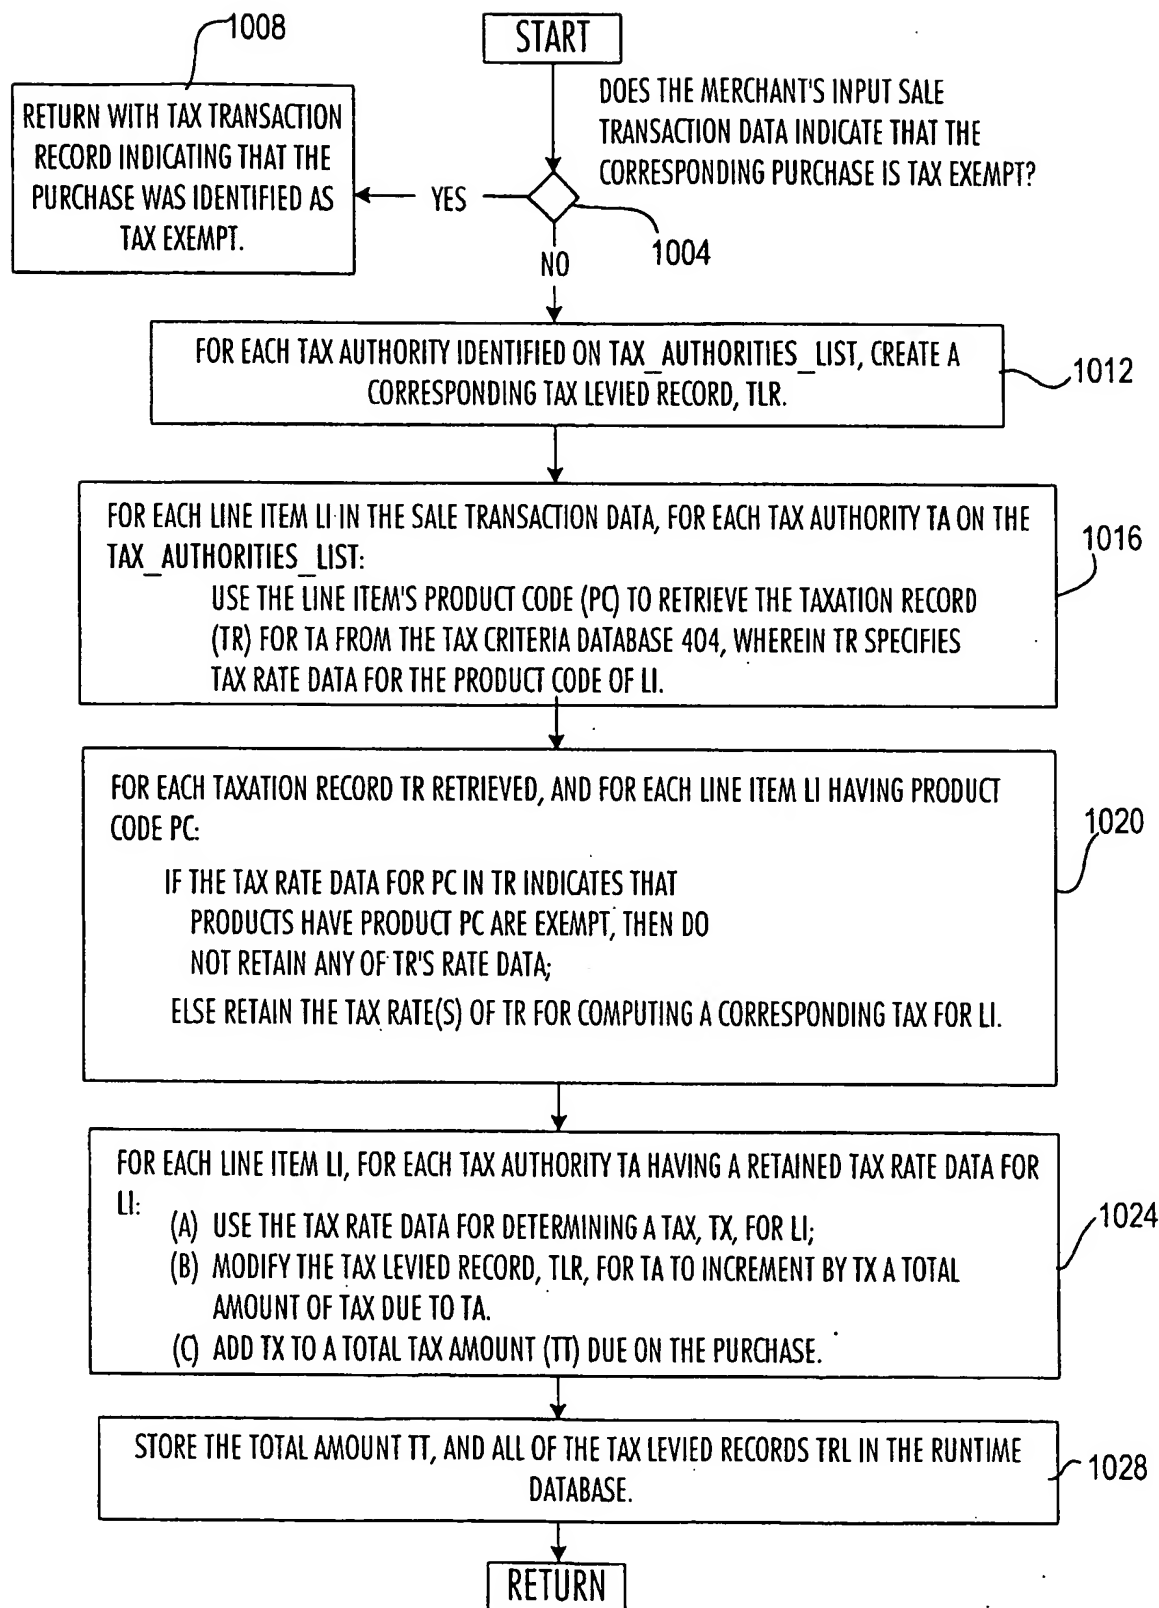 1008
START
DOES THE MERCHANT'S INPUT SALE
TRANSACTION DATA INDICATE THAT THE
CORRESPONDING PURCHASE IS TAX EXEMPT?
RETURN WITH TAX TRANSACTION
RECORD INDICATING THAT THE
PURCHASE WAS IDENTIFIED AS
TAX EXEMPT.
YES
1004
NO
FOR EACH TAX AUTHORITY IDENTIFIED ON TAX_AUTHORITIES_LIST, CREATE A
CORRESPONDING TAX LEVIED RECORD, TLR.
1012
FOR EACH LINE ITEM LI IN THE SALE TRANSACTION DATA, FOR EACH TAX AUTHORITY TA ON THE
TAX_AUTHORITIES_LIST:
USE THE LINE ITEM'S PRODUCT CODE (PC) TO RETRIEVE THE TAXATION RECORD
(TR) FOR TA FROM THE TAX CRITERIA DATABASE 404, WHEREIN TR SPECIFIES
TAX RATE DATA FOR THE PRODUCT CODE OF LI.
1016
FOR EACH TAXATION RECORD TR RETRIEVED, AND FOR EACH LINE ITEM LI HAVING PRODUCT
CODE PC:
IF THE TAX RATE DATA FOR PC IN TR INDICATES THAT
PRODUCTS HAVE PRODUCT PC ARE EXEMPT, THEN DO
NOT RETAIN ANY OF TR'S RATE DATA;
ELSE RETAIN THE TAX RATE(S) OF TR FOR COMPUTING A CORRESPONDING TAX FOR LI.
1020
FOR EACH LINE ITEM LI, FOR EACH TAX AUTHORITY TA HAVING A RETAINED TAX RATE DATA FOR
LI:
(A) USE THE TAX RATE DATA FOR DETERMINING A TAX, TX, FOR LI;
(B) MODIFY THE TAX LEVIED RECORD, TLR, FOR TA TO INCREMENT BY TX A TOTAL
AMOUNT OF TAX DUE TO TA.
(C) ADD TX TO A TOTAL TAX AMOUNT (TT) DUE ON THE PURCHASE.
1024
STORE THE TOTAL AMOUNT TT, AND ALL OF THE TAX LEVIED RECORDS TRL IN THE RUNTIME
DATABASE.
1028
RETURN